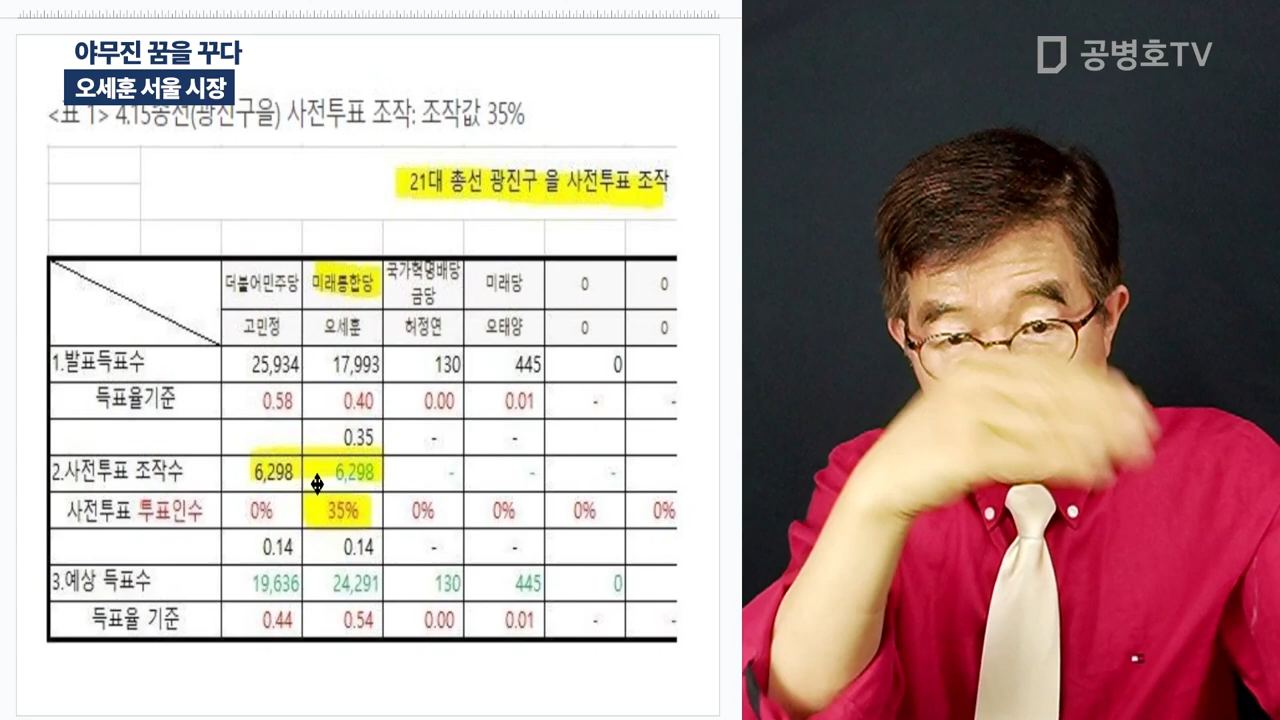 야무진 꿈을 꾸다
오세훈 서울 시장
공병호TV
<표 1> 4.15총선(광진구을) 사전투표 조작: 조작값 35%
21대 총선 광진구 을 사전투표 조작
더불어민주당 미래통합당 국가혁명배당금당 미래당 0 0
고민정 오세훈 허정연 오태양 0 0
1.발표득표수 25,934 17,993 130 445 0
득표율기준 0.58 0.40 0.00 0.01 - -
0.35 - -
2.사전투표 조작수 6,298 6,298 - - -
사전투표 투표인수 0% 35% 0% 0% 0% 0%
0.14 0.14 - -
3.예상 득표수 19,636 24,291 130 445 0
득표율 기준 0.44 0.54 0.00 0.01 - -